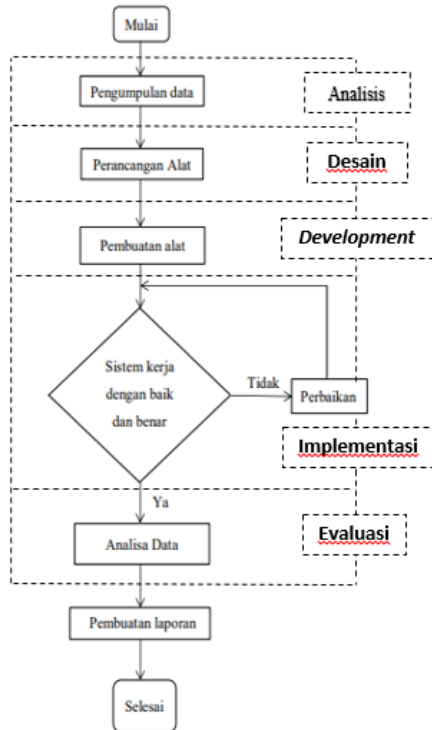 Mulai
Pengumpulan data
Analisis
Perancangan Alat
Desain
Pembuatan alat
Development
Sistem kerja
dengan baik
dan benar
Tidak
Perbaikan
Implementasi
Ya
Analisa Data
Evaluasi
Pembuatan laporan
Selesai